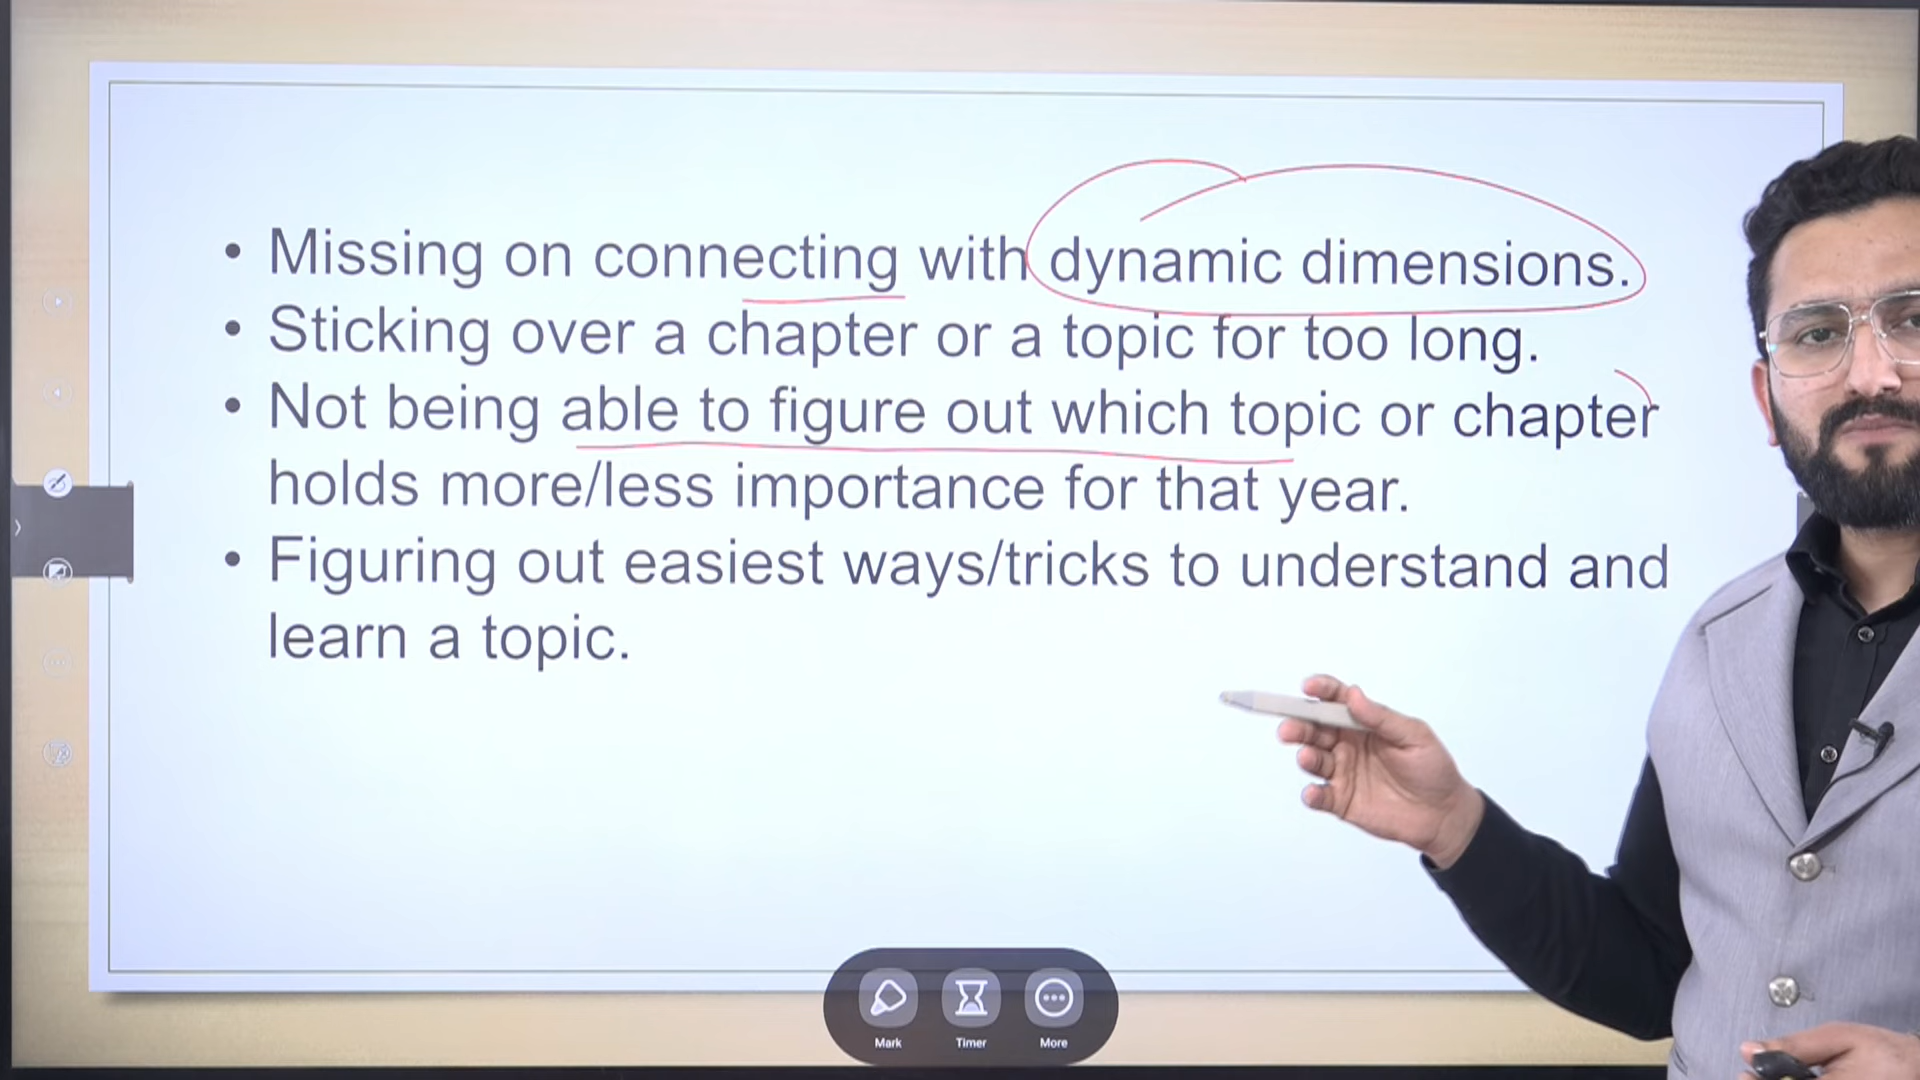 • Missing on connecting with dynamic dimensions.
• Sticking over a chapter or a topic for too long.
• Not being able to figure out which topic or chapter
holds more/less importance for that year.
• Figuring out easiest ways/tricks to understand and
learn a topic.
Mark Timer More